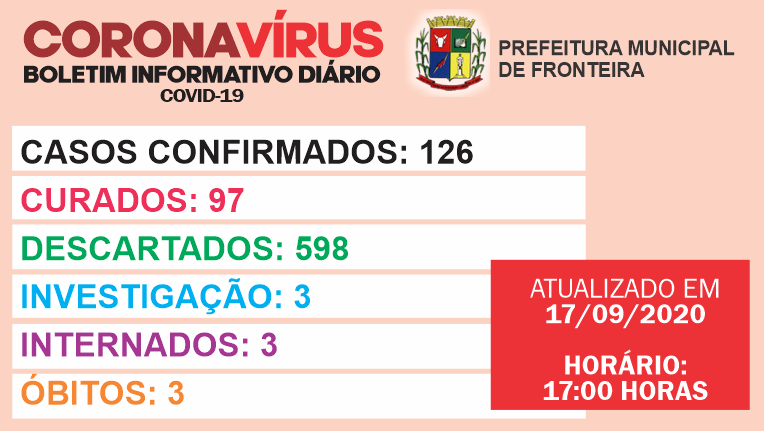 CORONAVÍRUS
BOLETIM INFORMATIVO DIÁRIO
COVID-19
PREFEITURA MUNICIPAL
DE FRONTEIRA
CASOS CONFIRMADOS: 126
CURADOS: 97
DESCARTADOS: 598
INVESTIGAÇÃO: 3
INTERNADOS: 3
ÓBITOS: 3
ATUALIZADO EM
17/09/2020
HORÁRIO:
17:00 HORAS